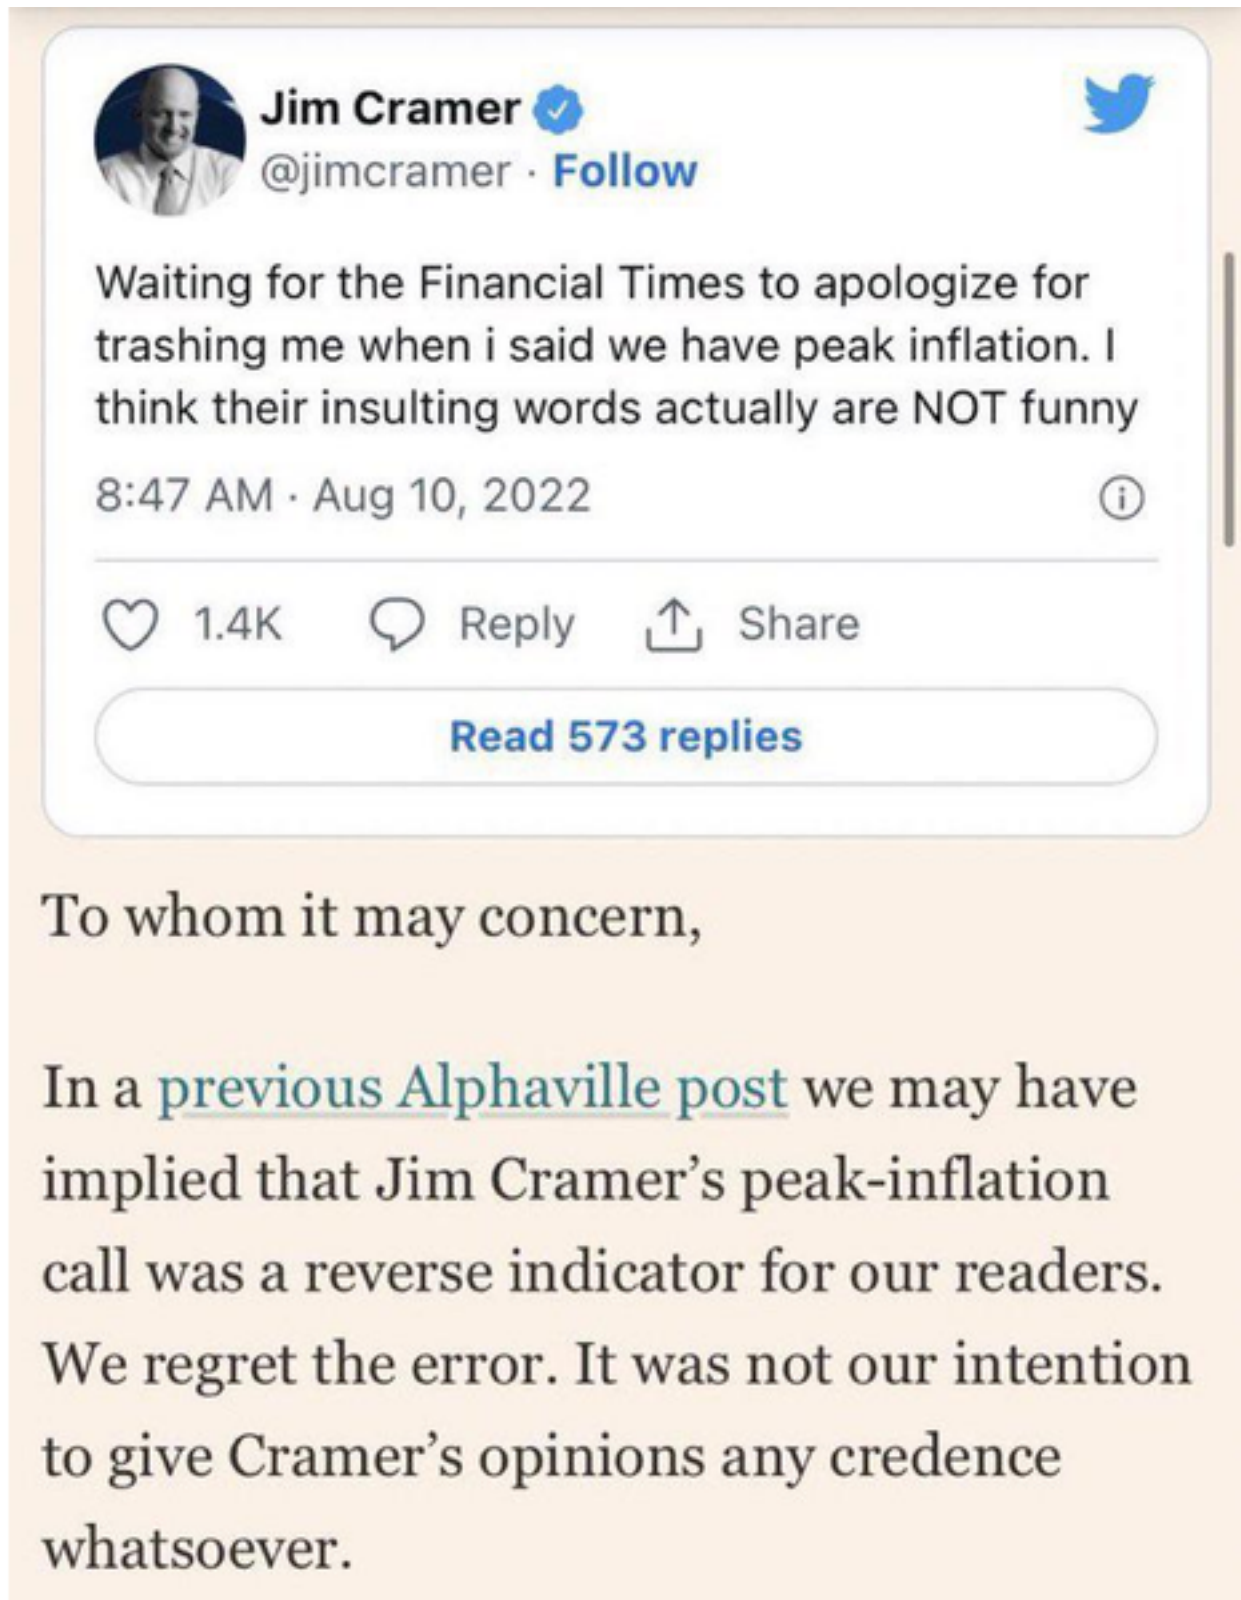 Jim Cramer
@jimcramer · Follow
Waiting for the Financial Times to apologize for
trashing me when i said we have peak inflation. I
think their insulting words actually are NOT funny
8:47 AM · Aug 10, 2022
1.4K Reply Share
Read 573 replies
To whom it may concern,
In a previous Alphaville post we may have
implied that Jim Cramer’s peak-inflation
call was a reverse indicator for our readers.
We regret the error. It was not our intention
to give Cramer’s opinions any credence
whatsoever.